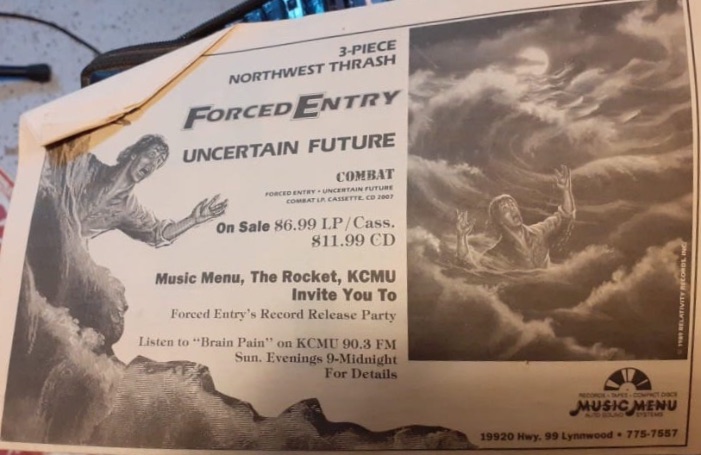 3-PIECE
NORTHWEST THRASH
FORCED ENTRY
UNCERTAIN FUTURE
COMBAT
FORCED ENTRY • UNCERTAIN FUTURE
COMBAT LP, CASSETTE, CD 2007
On Sale $6.99 LP/Cass.
$11.99 CD
Music Menu, The Rocket, KCMU
Invite You To
Forced Entry's Record Release Party
Listen to "Brain Pain" on KCMU 90.3 FM
Sun. Evenings 9-Midnight
For Details
© 1989 RELATIVITY RECORDS, INC.
RECORDS - TAPES - COMPACT DISCS
MUSIC MENU
AUTO SOUND SYSTEMS
19920 Hwy. 99 Lynnwood • 775-7557